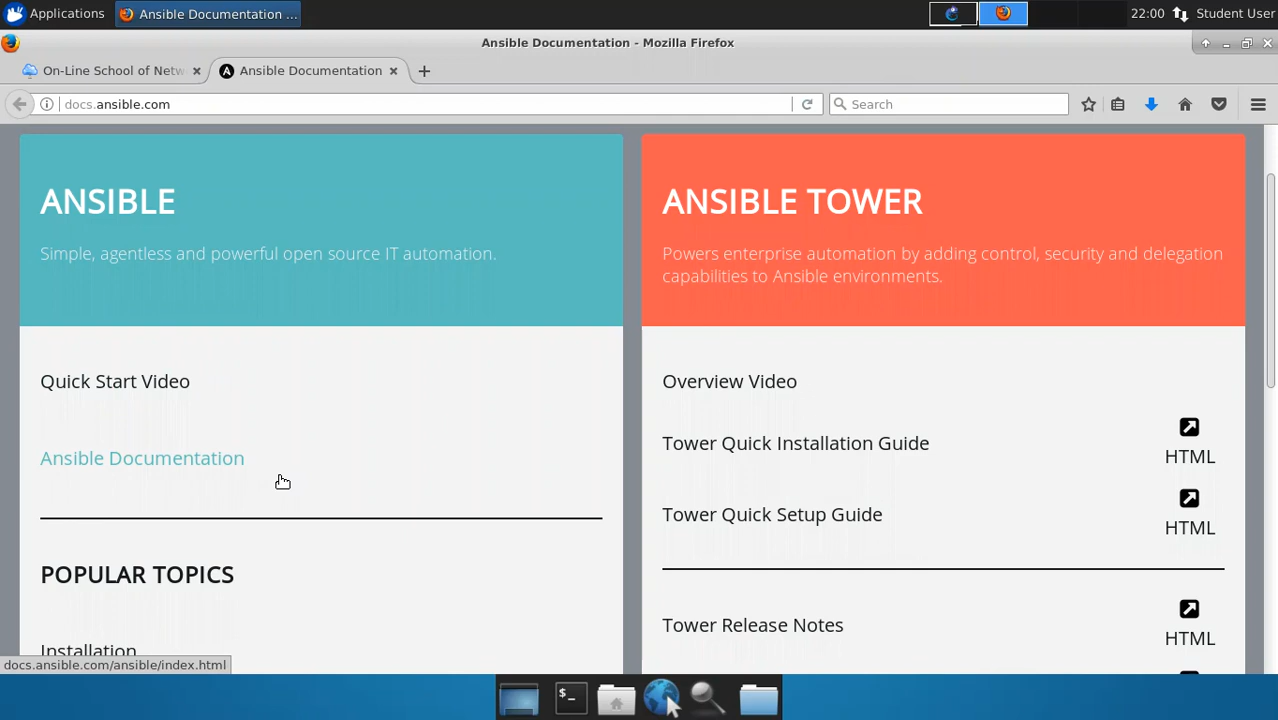 Applications
Ansible Documentation ...
22:00
Student User
Ansible Documentation - Mozilla Firefox
On-Line School of Netw
Ansible Documentation
docs.ansible.com
Search
ANSIBLE
Simple, agentless and powerful open source IT automation.
Quick Start Video
Ansible Documentation
POPULAR TOPICS
Installation
ANSIBLE TOWER
Powers enterprise automation by adding control, security and delegation
capabilities to Ansible environments.
Overview Video
Tower Quick Installation Guide
HTML
Tower Quick Setup Guide
HTML
Tower Release Notes
HTML
docs.ansible.com/ansible/index.html